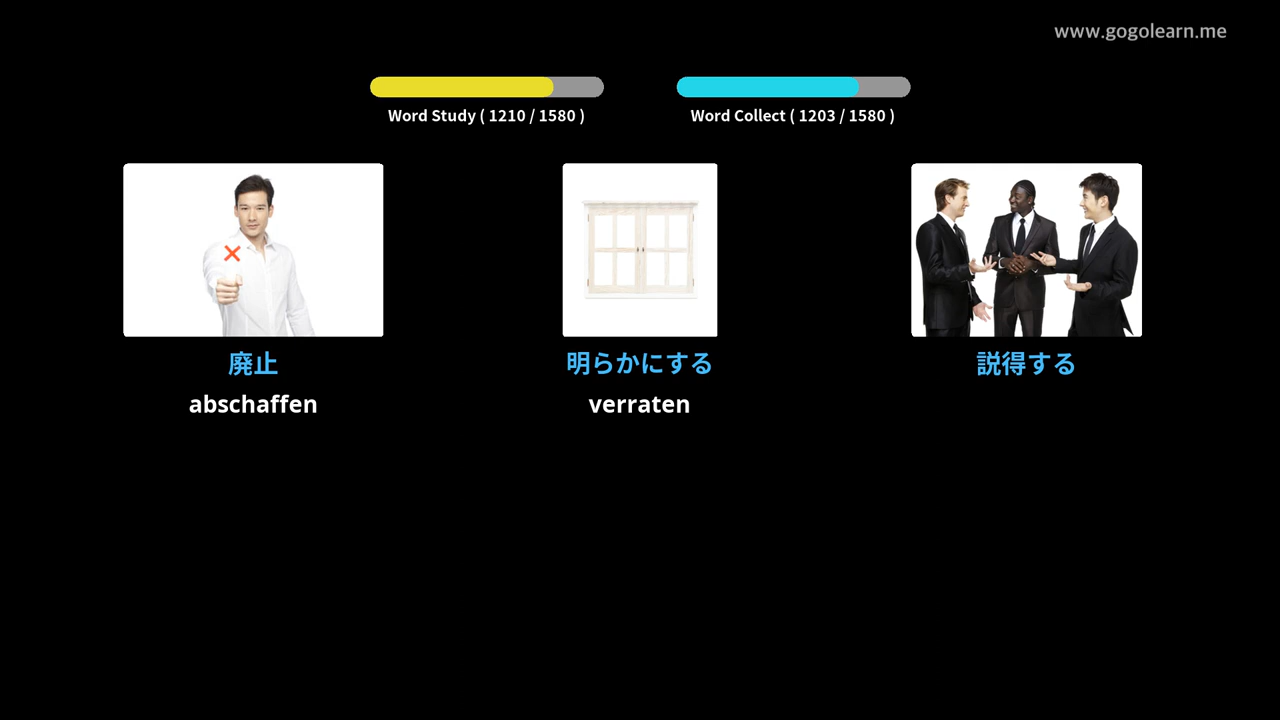 www.gogolearn.me
Word Study ( 1210 / 1580 )
Word Collect ( 1203 / 1580 )
廃止
明らかにする
説得する
abschaffen
verraten